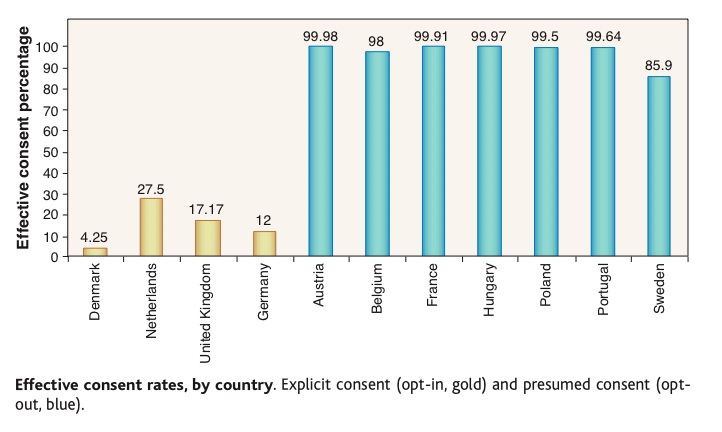 Effective consent percentage
100
90
80
70
60
50
40
30
20
10
0
4.25
27.5
17.17
12
99.98
98
99.91
99.97
99.5
99.64
85.9
Denmark
Netherlands
United Kingdom
Germany
Austria
Belgium
France
Hungary
Poland
Portugal
Sweden
Effective consent rates, by country. Explicit consent (opt-in, gold) and presumed consent (opt-
out, blue).